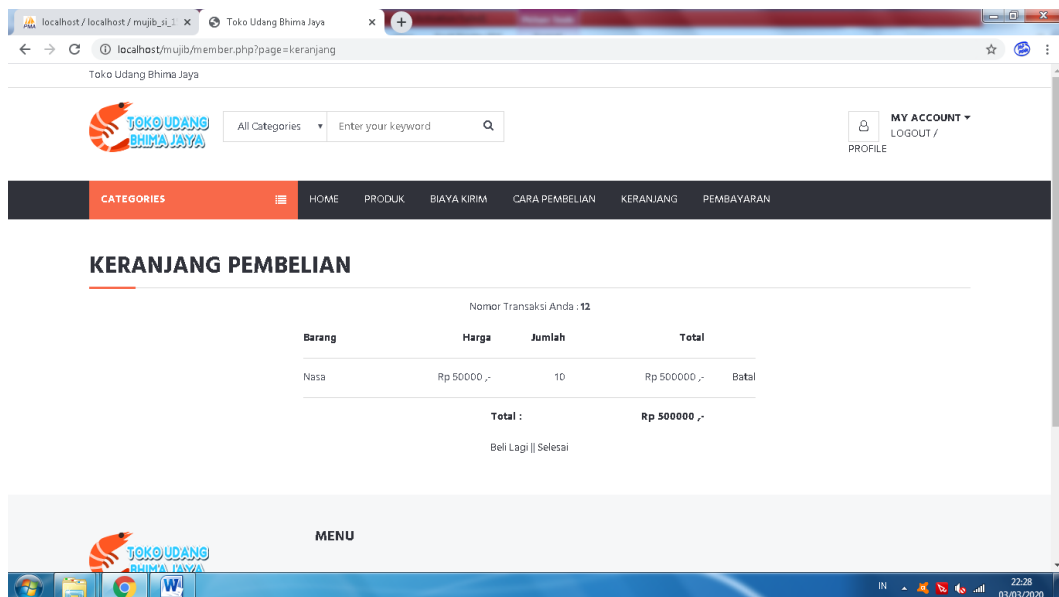 localhost / localhost / mujib_si_1
Toko Udang Bhima Jaya
localhost/mujib/member.php?page=keranjang
Toko Udang Bhima Jaya
TOKO UDANG
BHIMA JAYA
All Categories
Enter your keyword
MY ACCOUNT
LOGOUT /
PROFILE
CATEGORIES
HOME PRODUK BIAYA KIRIM CARA PEMBELIAN KERANJANG PEMBAYARAN
KERANJANG PEMBELIAN
Nomor Transaksi Anda : 12
Barang Harga Jumlah Total
Nasa Rp 50000 ,- 10 Rp 500000 ,- Batal
Total : Rp 500000 ,-
Beli Lagi || Selesai
MENU
TOKO UDANG
BHIMA JAYA
IN
22:28
03/03/2020